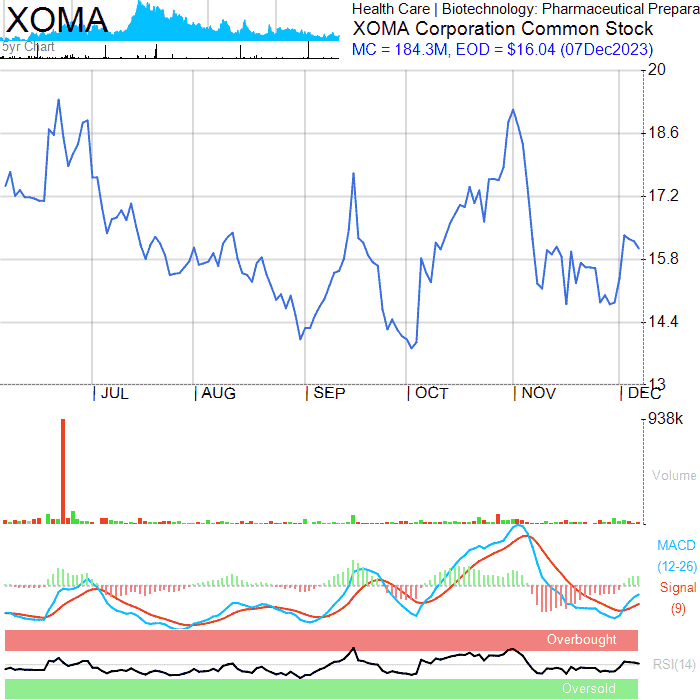 XOMA
5yr Chart
Health Care | Biotechnology: Pharmaceutical Prepara
XOMA Corporation Common Stock
MC = 184.3M, EOD = $16.04 (07Dec2023)
20
18.6
17.2
15.8
14.4
13
| JUL | AUG | SEP | OCT | NOV | DEC
938k
Volume
MACD
(12-26)
Signal
(9)
Overbought
RSI(14)
Oversold